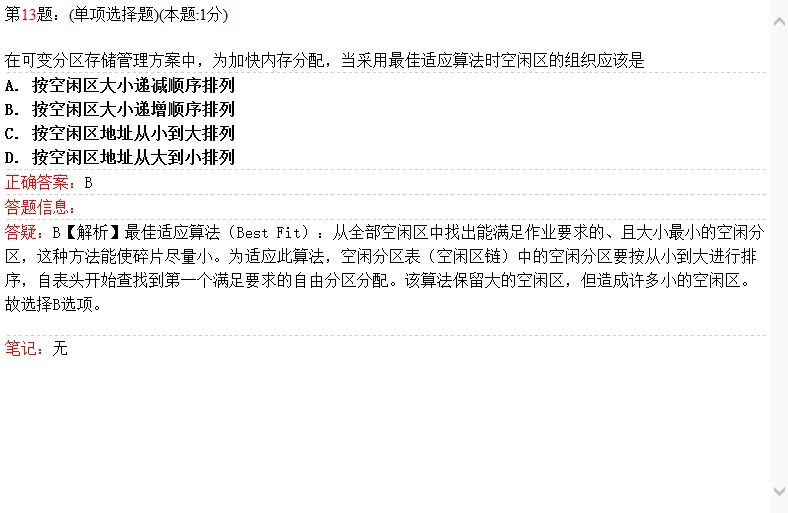 第13题：(单项选择题)(本题:1分)
在可变分区存储管理方案中，为加快内存分配，当采用最佳适应算法时空闲区的组织应该是
A. 按空闲区大小递减顺序排列
B. 按空闲区大小递增顺序排列
C. 按空闲区地址从小到大排列
D. 按空闲区地址从大到小排列
正确答案：B
答题信息：
答疑：B【解析】最佳适应算法（Best Fit）：从全部空闲区中找出能满足作业要求的、且大小最小的空闲分
区，这种方法能使碎片尽量小。为适应此算法，空闲分区表（空闲区链）中的空闲分区要按从小到大进行排
序，自表头开始查找到第一个满足要求的自由分区分配。该算法保留大的空闲区，但造成许多小的空闲区。
故选择B选项。
笔记：无